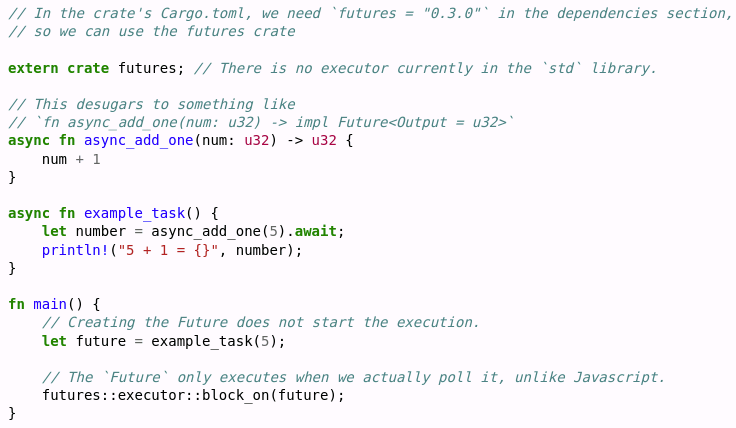 // In the crate's Cargo.toml, we need `futures = "0.3.0"` in the dependencies section,
// so we can use the futures crate
extern crate futures; // There is no executor currently in the `std` library.
// This desugars to something like
// `fn async_add_one(num: u32) -> impl Future<Output = u32>`
async fn async_add_one(num: u32) -> u32 {
    num + 1
}
async fn example_task() {
    let number = async_add_one(5).await;
    println!("5 + 1 = {}", number);
}
fn main() {
    // Creating the Future does not start the execution.
    let future = example_task(5);
    // The `Future` only executes when we actually poll it, unlike Javascript.
    futures::executor::block_on(future);
}